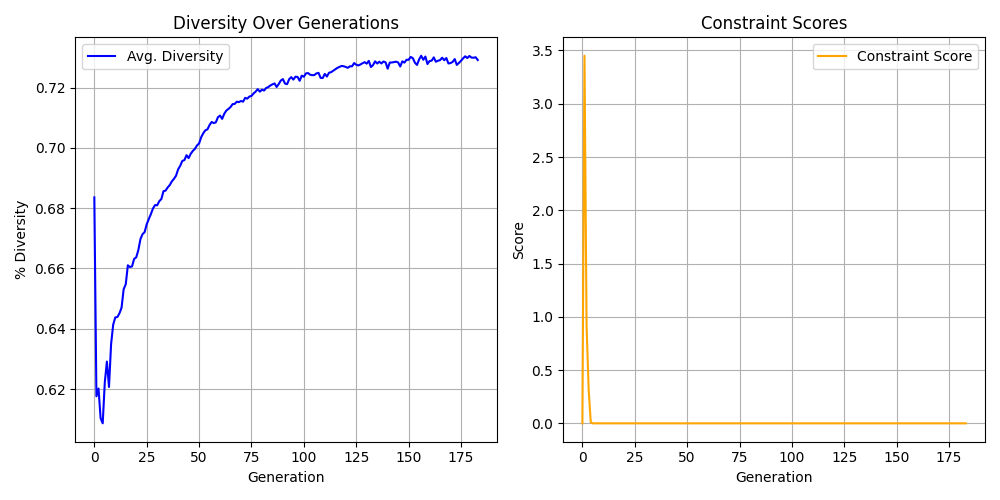 Diversity Over Generations
Avg. Diversity
% Diversity
0.72
0.70
0.68
0.66
0.64
0.62
0 25 50 75 100 125 150 175
Generation
Constraint Scores
Constraint Score
Score
3.5
3.0
2.5
2.0
1.5
1.0
0.5
0.0
0 25 50 75 100 125 150 175
Generation